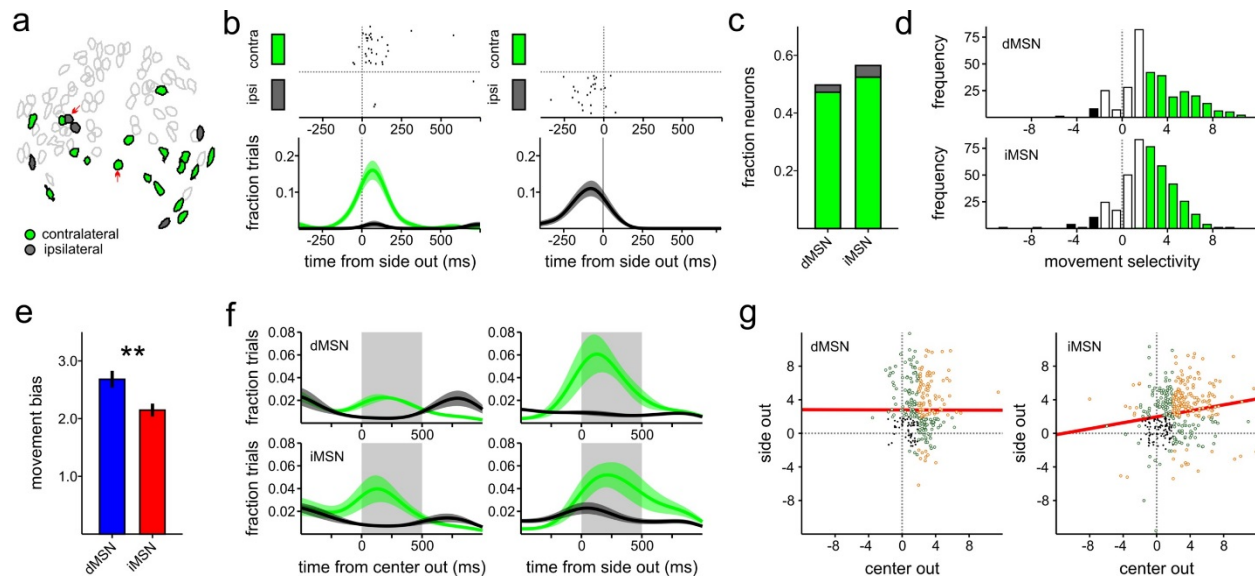 a
contralateral
ipsilateral
b
contra
ipsi
-250 0 250 500
-250 0 250 500
fraction trials
0.2
0.1
-250 0 250 500
time from side out (ms)
0.2
0.1
-250 0 250 500
time from side out (ms)
c
fraction neurons
0.6
0.4
0.2
dMSN
iMSN
d
dMSN
frequency
75
50
25
-8 -4 0 4 8
iMSN
frequency
75
50
25
-8 -4 0 4 8
movement selectivity
e
movement bias
**
3.0
2.0
1.0
dMSN
iMSN
f
fraction trials
0.08
0.06
0.04
0.02
dMSN
0 500
0.08
0.06
0.04
0.02
0 500
fraction trials
0.08
0.06
0.04
0.02
iMSN
0 500
time from center out (ms)
0.08
0.06
0.04
0.02
0 500
time from side out (ms)
g
dMSN
side out
8
4
0
-4
-8
-8 -4 0 4 8
center out
iMSN
side out
8
4
0
-4
-8
-8 -4 0 4 8
center out